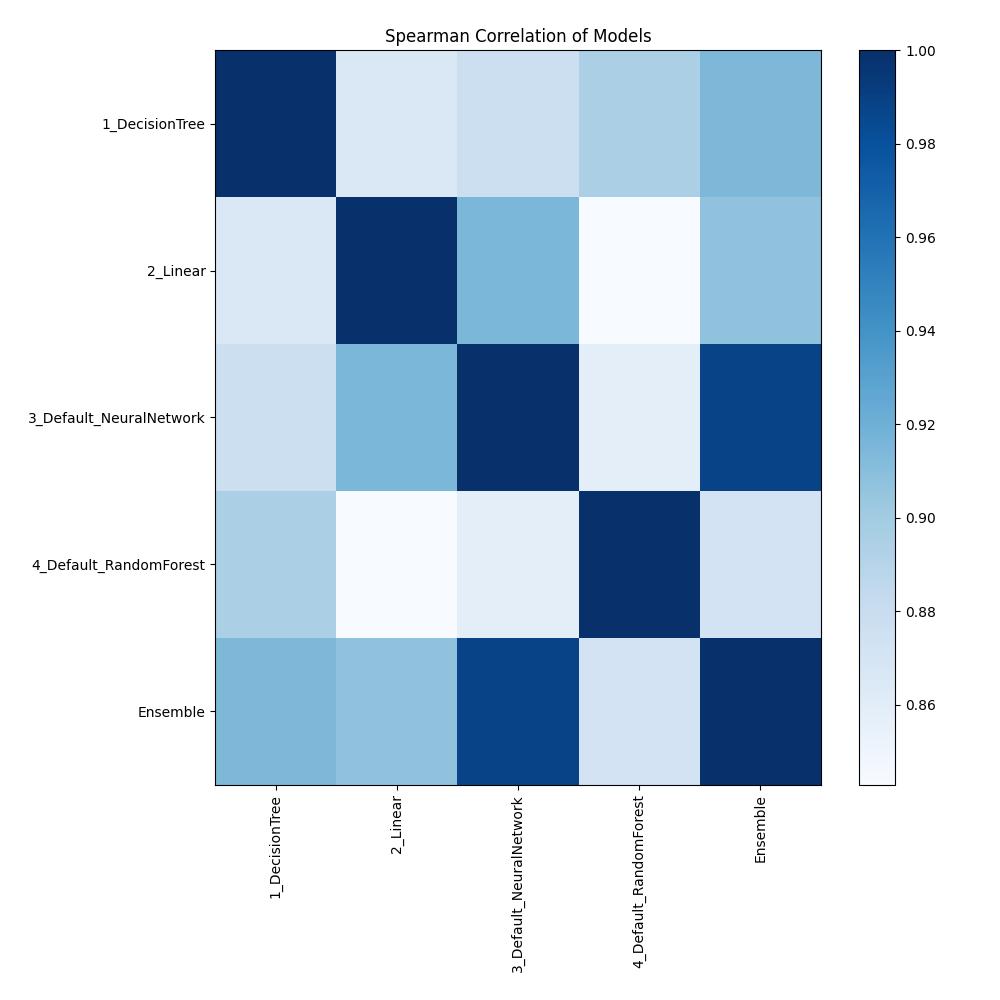 Spearman Correlation of Models
1_DecisionTree
2_Linear
3_Default_NeuralNetwork
4_Default_RandomForest
Ensemble
1_DecisionTree
2_Linear
3_Default_NeuralNetwork
4_Default_RandomForest
Ensemble
1.00
0.98
0.96
0.94
0.92
0.90
0.88
0.86